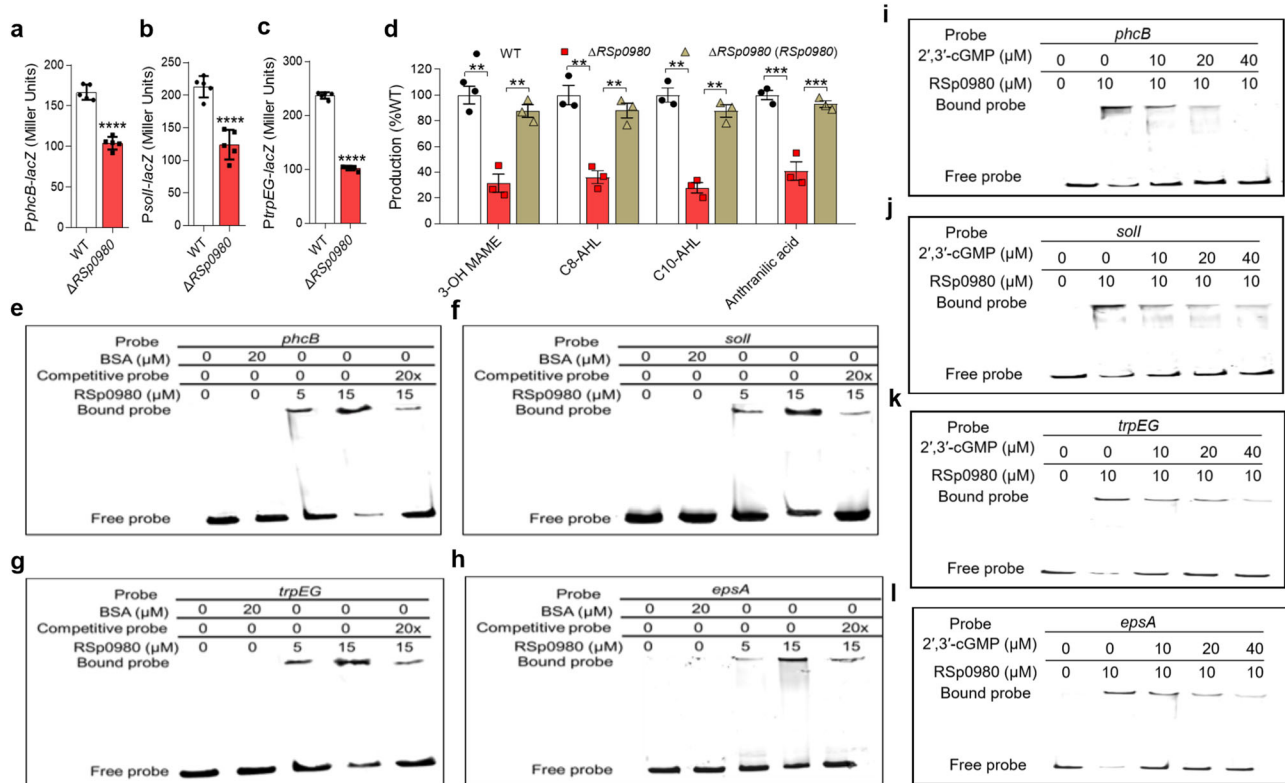 a
PphcB-lacZ (Miller Units)
200
150
100
50
0
****
WT
ΔRSp0980
b
PsolI-lacZ (Miller Units)
250
200
150
100
50
0
****
WT
ΔRSp0980
c
PtrpEG-lacZ (Miller Units)
300
200
100
0
****
WT
ΔRSp0980
d
WT ΔRSp0980 ΔRSp0980 (RSp0980)
Production (%WT)
120
100
80
60
40
20
0
** ** ** ** ** ** *** ***
3-OH MAME
C8-AHL
C10-AHL
Anthranilic acid
e
Probe phcB
BSA (μM) 0 20 0 0 0
Competitive probe 0 0 0 0 20x
RSp0980 (μM) 0 0 5 15 15
Bound probe
Free probe
f
Probe solI
BSA (μM) 0 20 0 0 0
Competitive probe 0 0 0 0 20x
RSp0980 (μM) 0 0 5 15 15
Bound probe
Free probe
g
Probe trpEG
BSA (μM) 0 20 0 0 0
Competitive probe 0 0 0 0 20x
RSp0980 (μM) 0 0 5 15 15
Bound probe
Free probe
h
Probe epsA
BSA (μM) 0 20 0 0 0
Competitive probe 0 0 0 0 20x
RSp0980 (μM) 0 0 5 15 15
Bound probe
Free probe
i
Probe phcB
2′,3′-cGMP (μM) 0 0 10 20 40
RSp0980 (μM) 0 10 10 10 10
Bound probe
Free probe
j
Probe solI
2′,3′-cGMP (μM) 0 0 10 20 40
RSp0980 (μM) 0 10 10 10 10
Bound probe
Free probe
k
Probe trpEG
2′,3′-cGMP (μM) 0 0 10 20 40
RSp0980 (μM) 0 10 10 10 10
Bound probe
Free probe
l
Probe epsA
2′,3′-cGMP (μM) 0 0 10 20 40
RSp0980 (μM) 0 10 10 10 10
Bound probe
Free probe